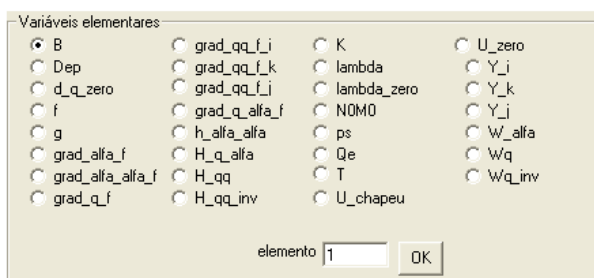 Variáveis elementares
B
Dep
d_q_zero
f
g
grad_alfa_f
grad_alfa_alfa_f
grad_q_f
grad_qq_f_i
grad_qq_f_k
grad_qq_f_j
grad_q_alfa_f
h_alfa_alfa
H_q_alfa
H_qq
H_qq_inv
K
lambda
lambda_zero
N0M0
ps
Qe
T
U_chapeu
U_zero
Y_i
Y_k
Y_j
W_alfa
Wq
Wq_inv
elemento 1 OK